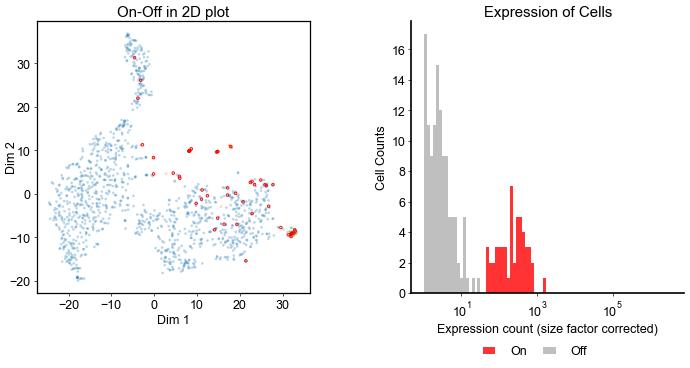 On-Off in 2D plot
Expression of Cells
Dim 2
30
20
10
0
−10
−20
−20 −10 0 10 20 30
Dim 1
Cell Counts
16
14
12
10
8
6
4
2
0
10^1 10^3 10^5
Expression count (size factor corrected)
On Off